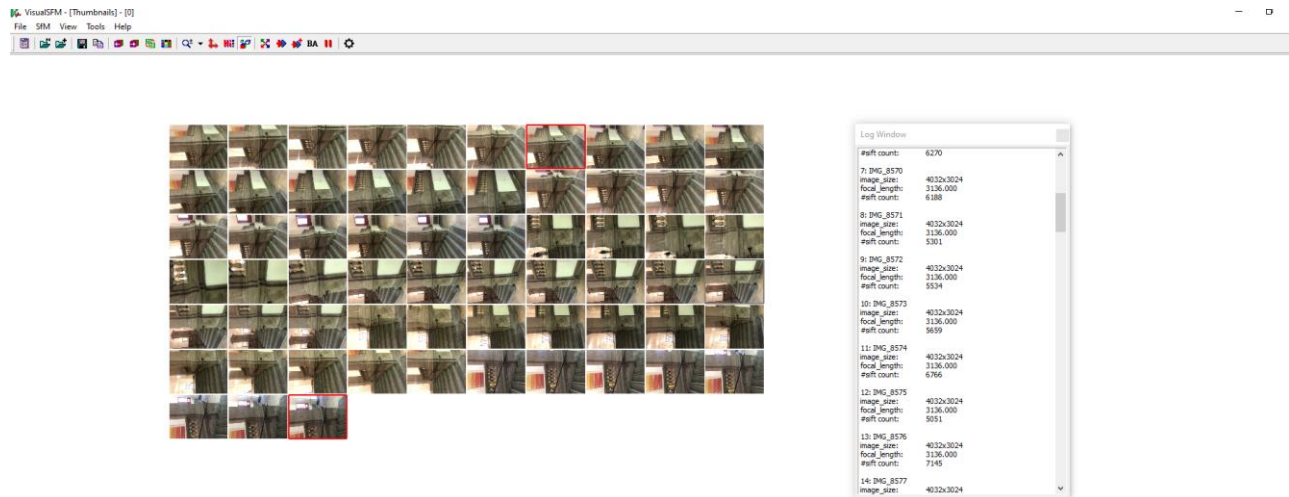 VisualSFM - [Thumbnails] - [0]
File SfM View Tools Help
BA
Log Window
#sift count: 6270
7: IMG_8570
image_size: 4032x3024
focal_length: 3136.000
#sift count: 6188
8: IMG_8571
image_size: 4032x3024
focal_length: 3136.000
#sift count: 5301
9: IMG_8572
image_size: 4032x3024
focal_length: 3136.000
#sift count: 5534
10: IMG_8573
image_size: 4032x3024
focal_length: 3136.000
#sift count: 5659
11: IMG_8574
image_size: 4032x3024
focal_length: 3136.000
#sift count: 6766
12: IMG_8575
image_size: 4032x3024
focal_length: 3136.000
#sift count: 5051
13: IMG_8576
image_size: 4032x3024
focal_length: 3136.000
#sift count: 7145
14: IMG_8577
image_size: 4032x3024